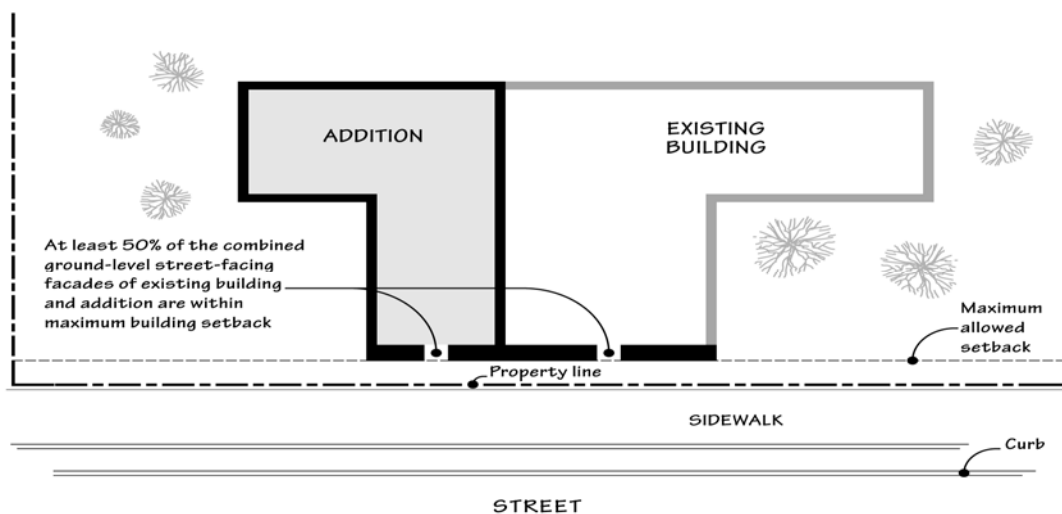 ADDITION
EXISTING
BUILDING
At least 50% of the combined
ground-level street-facing
facades of existing building
and addition are within
maximum building setback
Maximum
allowed
setback
Property line
SIDEWALK
Curb
STREET